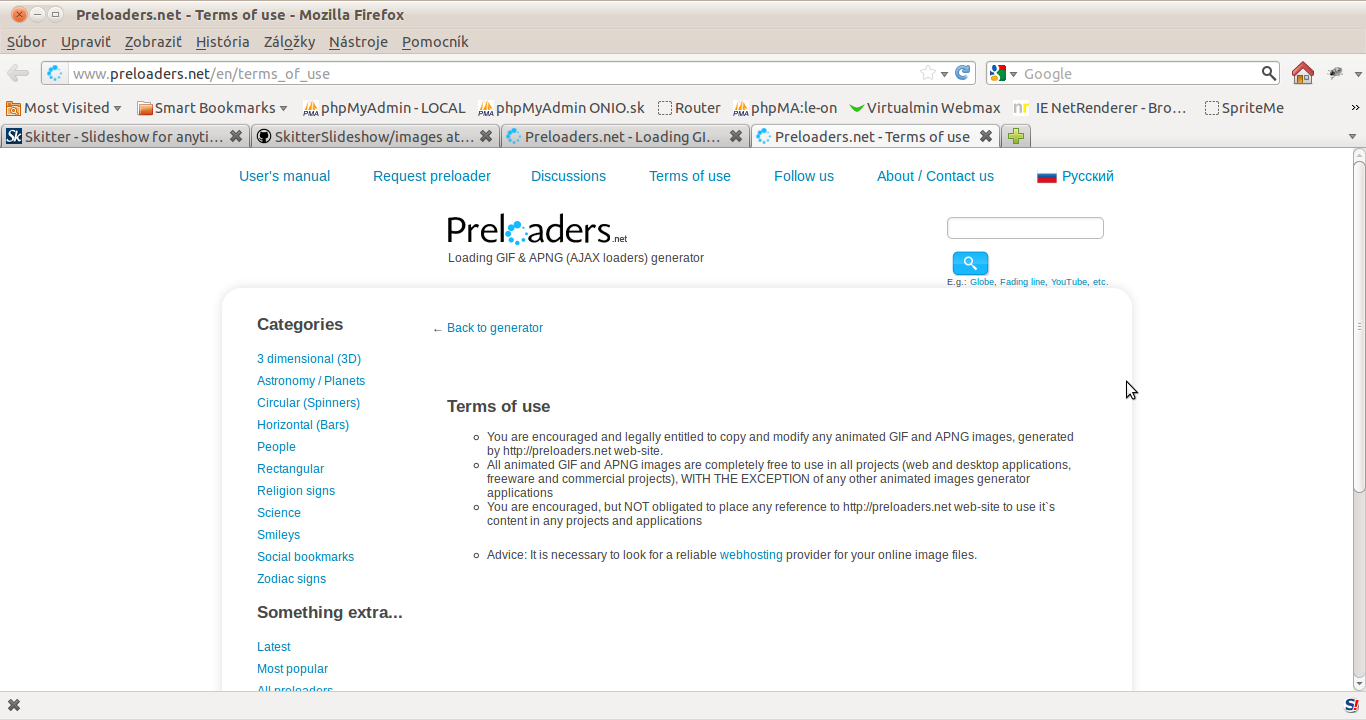 Preloaders.net - Terms of use - Mozilla Firefox
Súbor Upraviť Zobraziť História Záložky Nástroje Pomocník
www.preloaders.net/en/terms_of_use
Google
Most Visited Smart Bookmarks phpMyAdmin - LOCAL phpMyAdmin ONIO.sk Router phpMA:le-on Virtualmin Webmax IE NetRenderer - Bro... SpriteMe »
Skitter - Slideshow for anyti... SkitterSlideshow/images at... Preloaders.net - Loading GI... Preloaders.net - Terms of use
User's manual Request preloader Discussions Terms of use Follow us About / Contact us Русский
Preloaders.net
Loading GIF & APNG (AJAX loaders) generator
E.g.: Globe, Fading line, YouTube, etc.
Categories
3 dimensional (3D)
Astronomy / Planets
Circular (Spinners)
Horizontal (Bars)
People
Rectangular
Religion signs
Science
Smileys
Social bookmarks
Zodiac signs
Something extra...
Latest
Most popular
All preloaders
← Back to generator
Terms of use
You are encouraged and legally entitled to copy and modify any animated GIF and APNG images, generated
by http://preloaders.net web-site.
All animated GIF and APNG images are completely free to use in all projects (web and desktop applications,
freeware and commercial projects), WITH THE EXCEPTION of any other animated images generator
applications
You are encouraged, but NOT obligated to place any reference to http://preloaders.net web-site to use it`s
content in any projects and applications
Advice: It is necessary to look for a reliable webhosting provider for your online image files.
S!